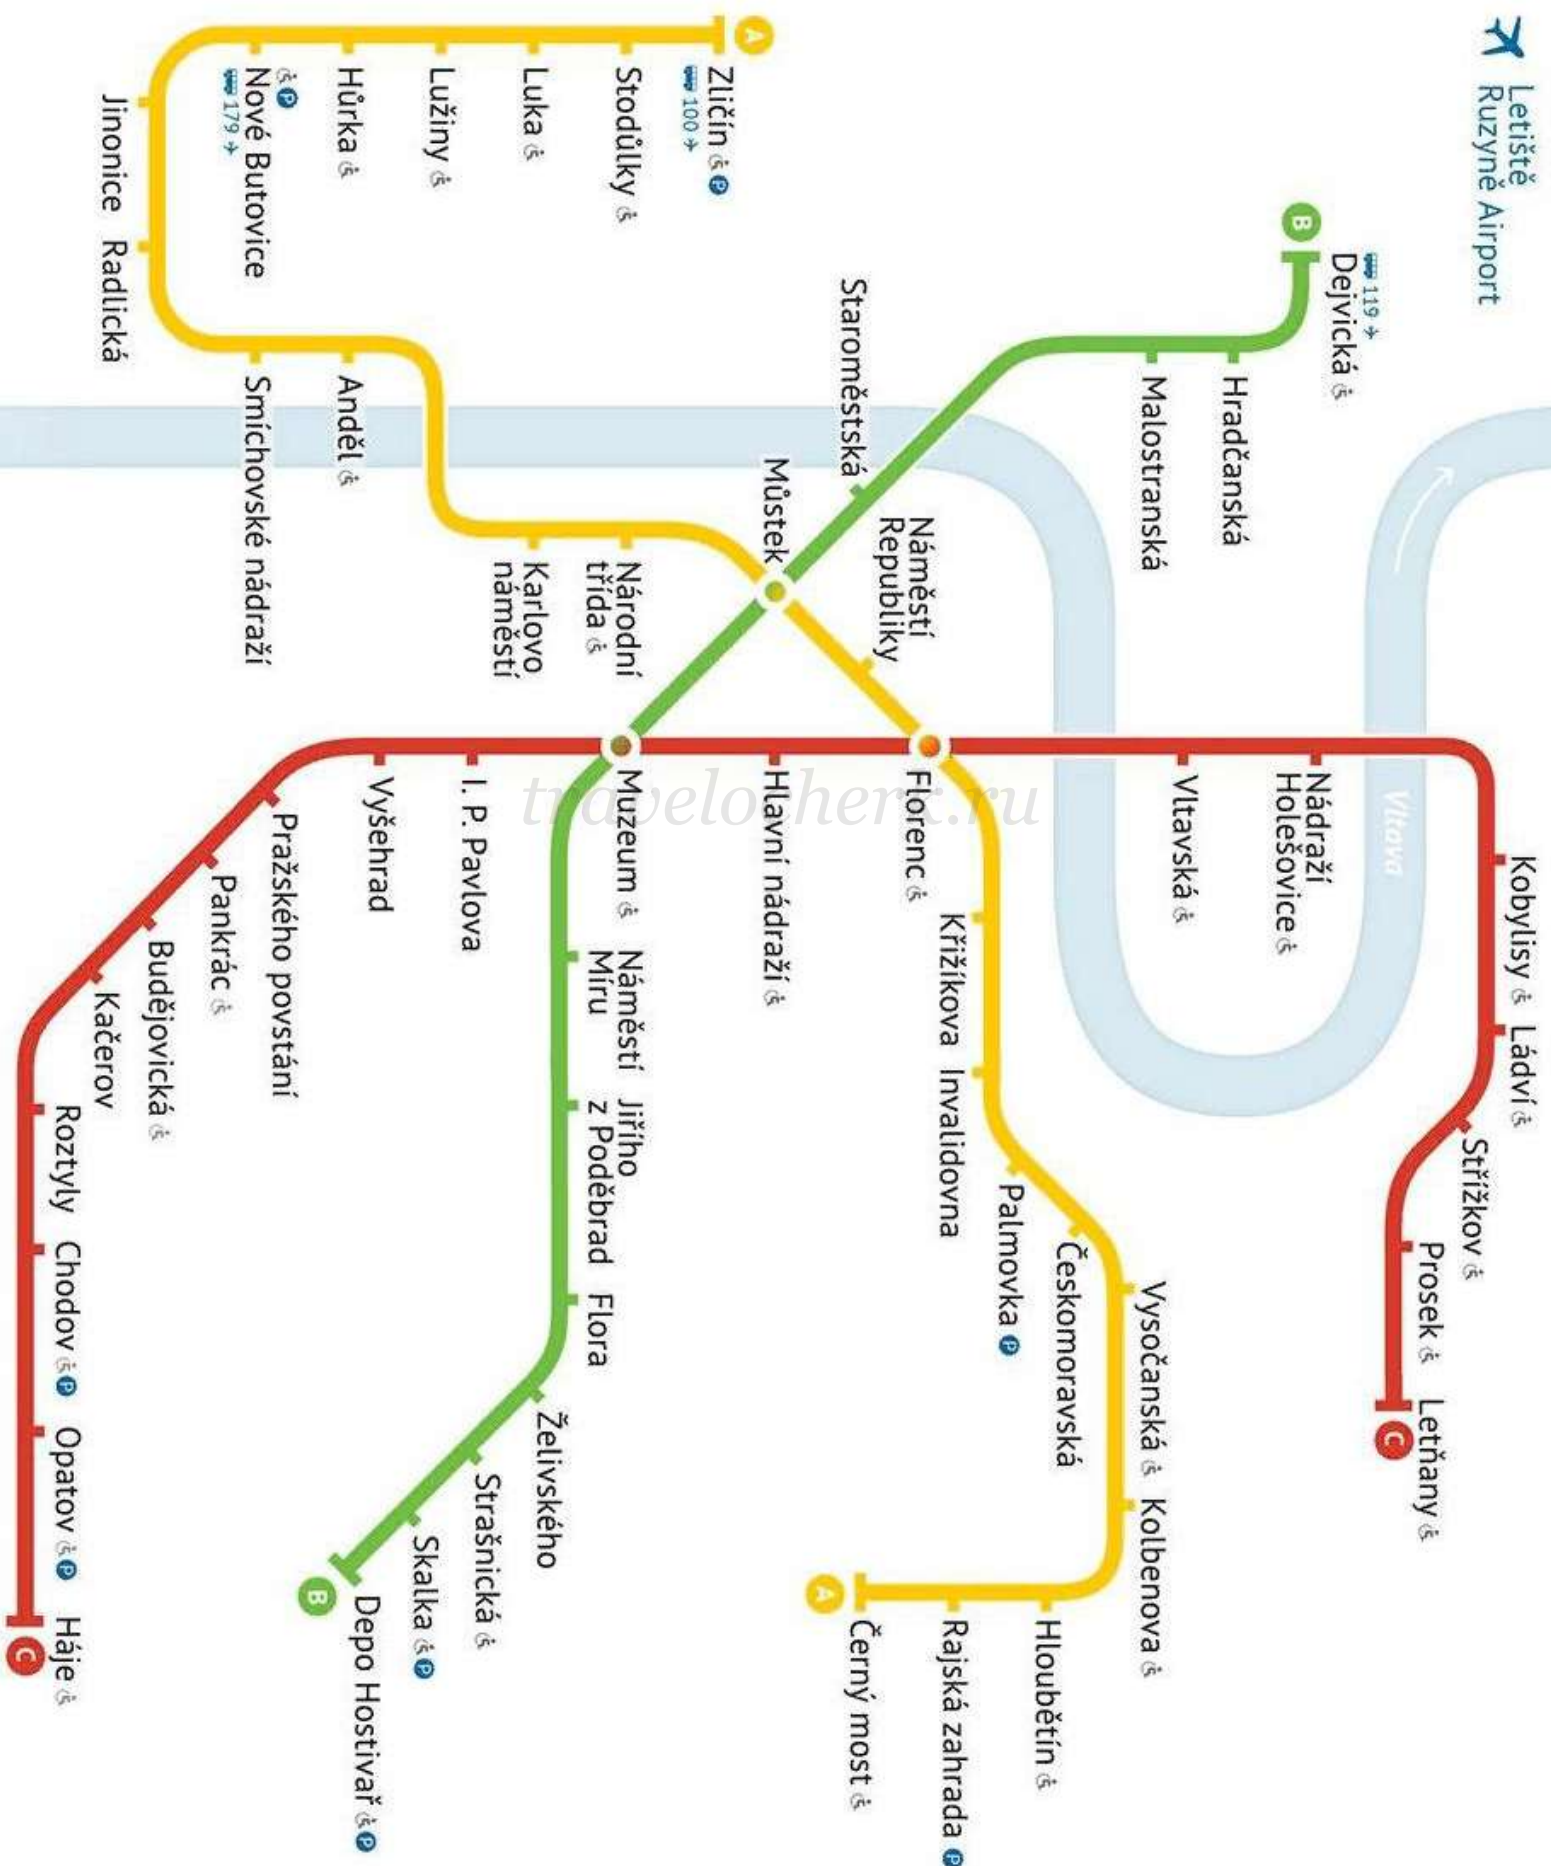 Letiště
Ruzyně Airport
119
B
Dejvická
Hradčanská
Malostranská
Staroměstská
Můstek
Muzeum
Náměstí
Míru
Jiřího
z Poděbrad
Flora
Želivského
Strašnická
Skalka P
Depo Hostivař P
B
A
Zličín P
100
Stodůlky
Luka
Lužiny
Hůrka
P
Nové Butovice
179
Jinonice
Radlická
Smíchovské nádraží
Anděl
Karlovo
náměstí
Národní
třída
Náměstí
Republiky
Florenc
Křižíkova
Invalidovna
Palmovka P
Českomoravská
Vysočanská
Kolbenova
Hloubětín
Rajská zahrada P
Černý most
A
C
Letňany
Prosek
Střížkov
Ládví
Kobylisy
Nádraží
Holešovice
Vltavská
Hlavní nádraží
I. P. Pavlova
Vyšehrad
Pražského povstání
Pankrác
Budějovická
Kačerov
Roztyly
Chodov P
Opatov P
Háje
C
Vltava
travelocherk.ru